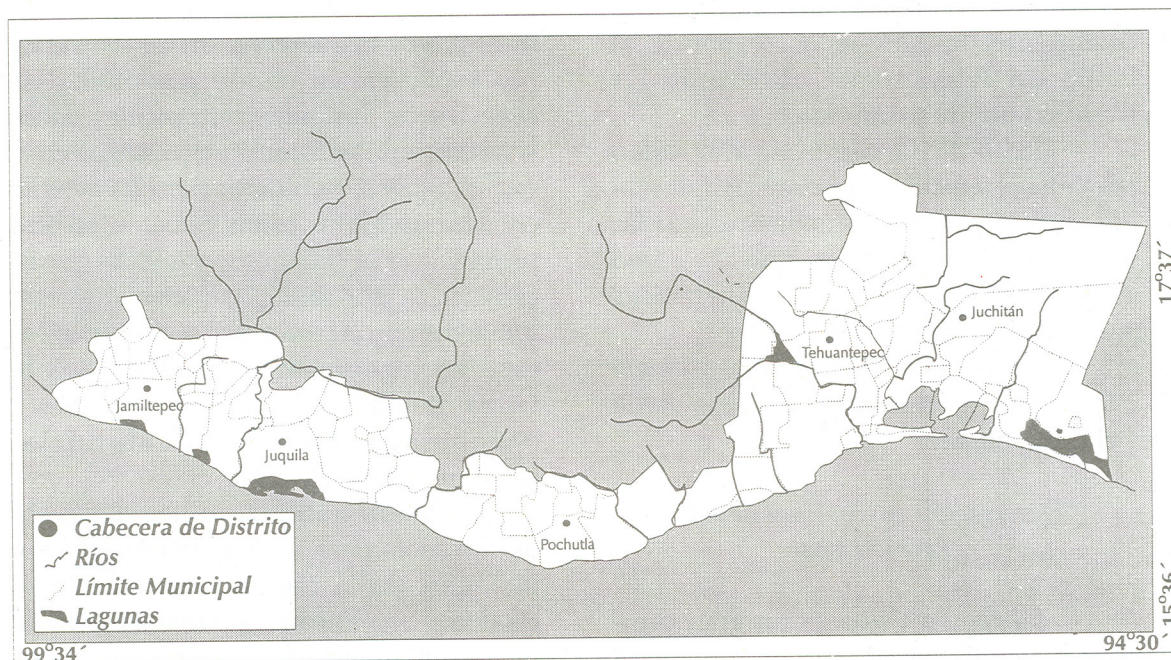 17°37´
Juchitán
Tehuantepec
Jamiltepec
Juquila
Pochutla
Cabecera de Distrito
Ríos
Límite Municipal
Lagunas
15°36´
99°34´
94°30´